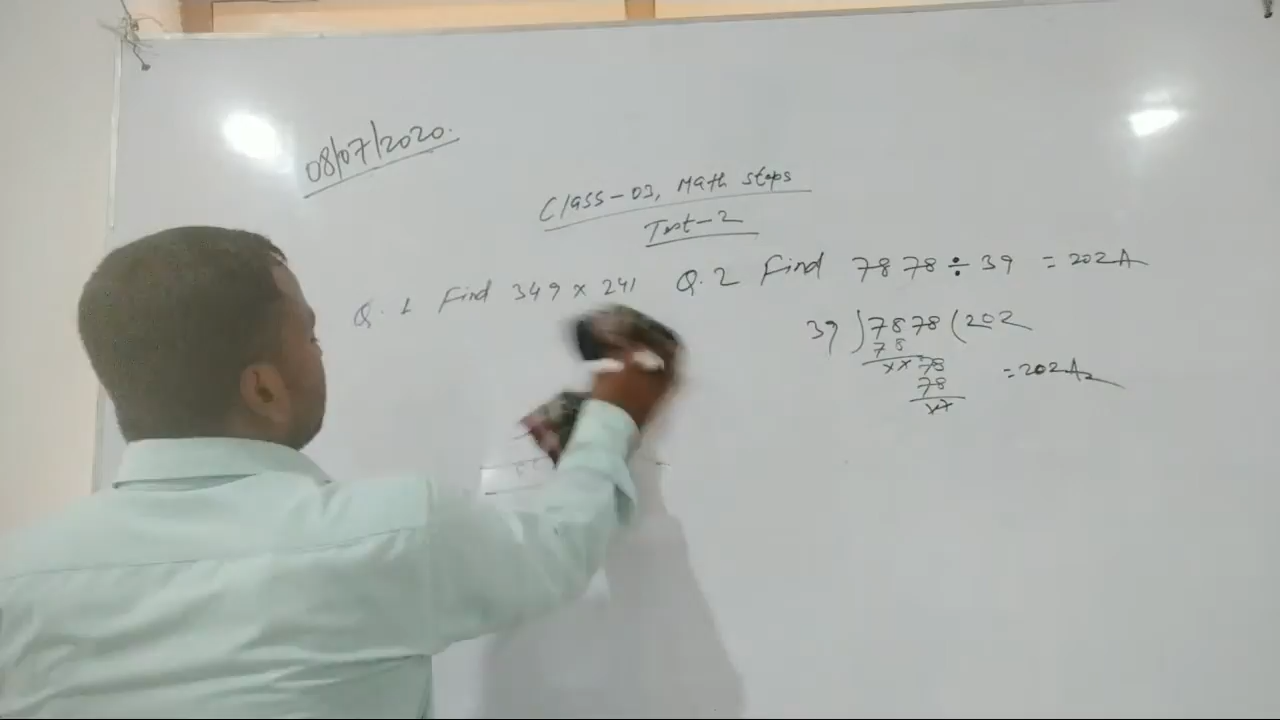 08/07/2020.
Class-03, Math steps
Test-2
Q. 1 Find 349 x 241
Q. 2 Find 7878 ÷ 39 = 202 A
39 ) 7878 ( 202
78
x x 78
78
x x
= 202 A